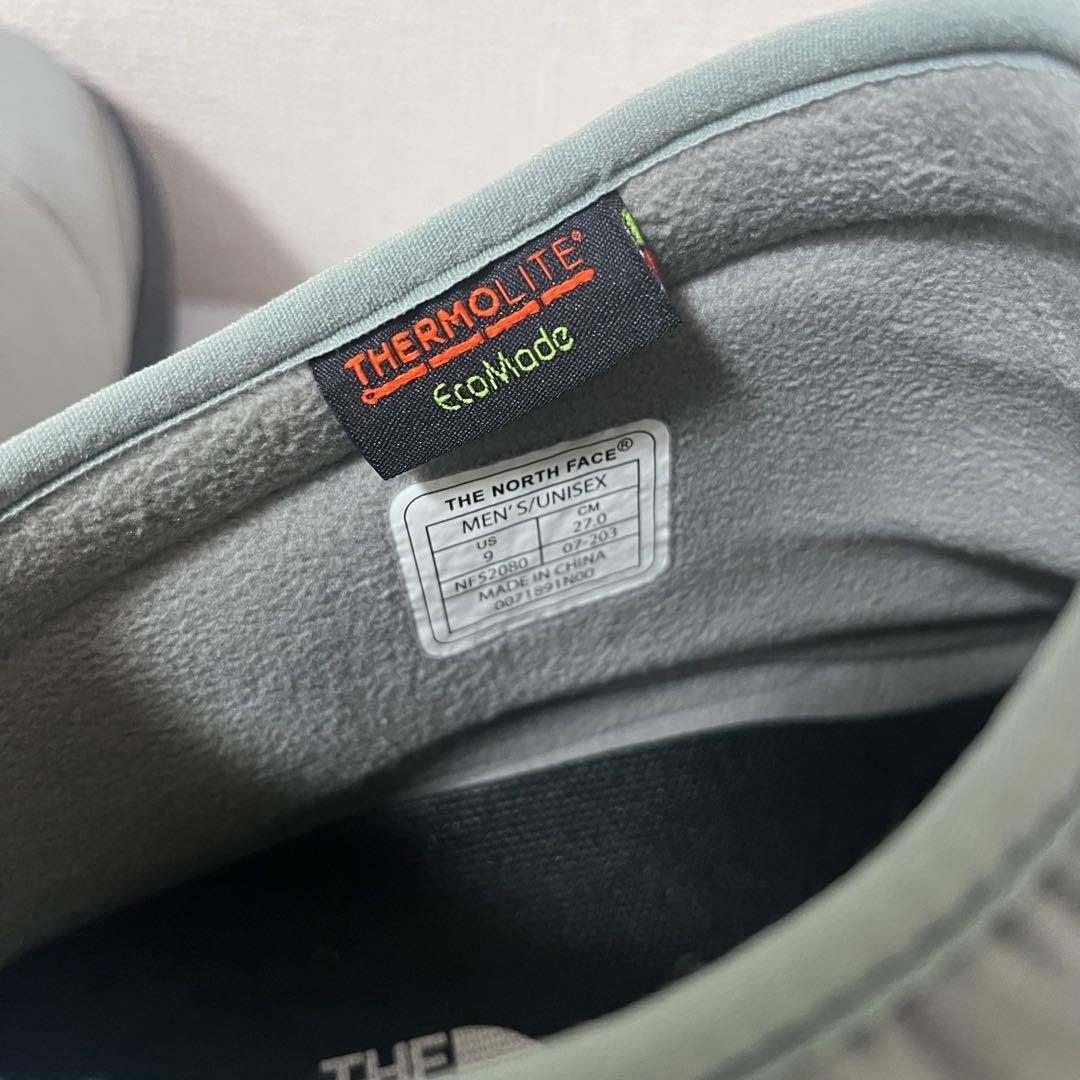 THERMOLITE®
EcoMade
THE NORTH FACE®
MEN'S/UNISEX
US CM
9 27.0
NF52080 07-203
MADE IN CHINA
0071891N00
THE